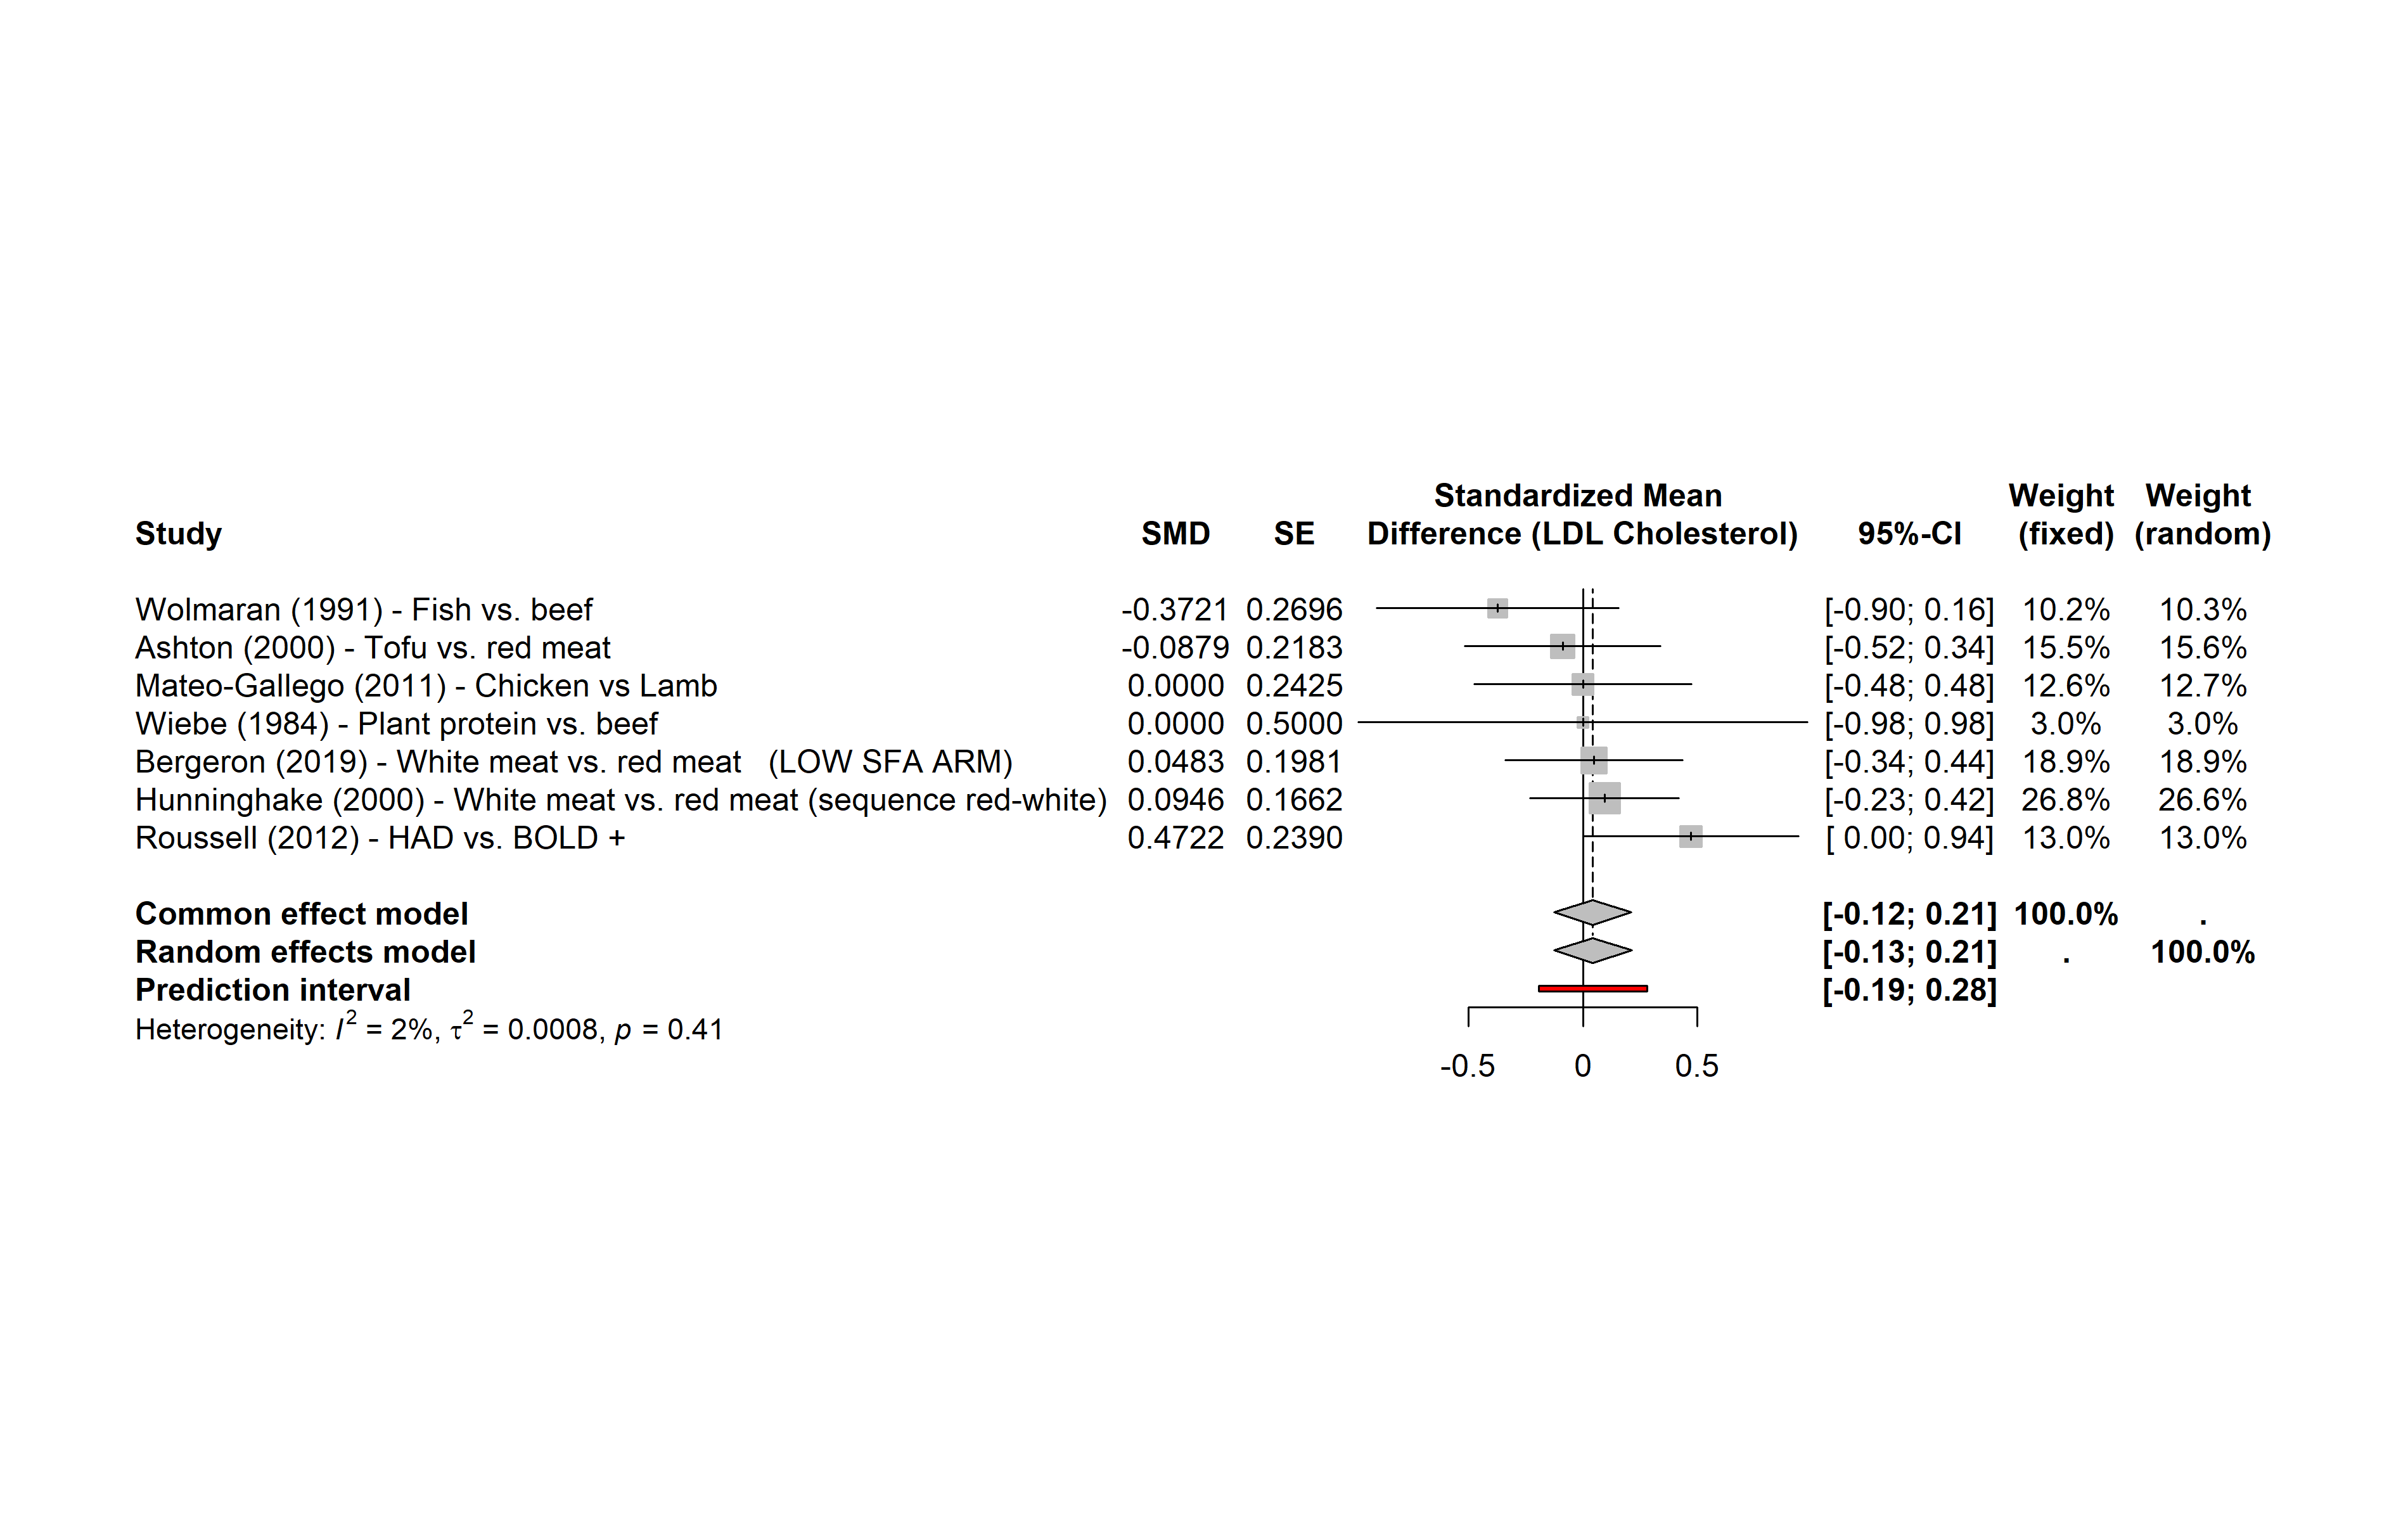 Standardized Mean Weight Weight
Study SMD SE Difference (LDL Cholesterol) 95%-CI (fixed) (random)
Wolmaran (1991) - Fish vs. beef -0.3721 0.2696 [-0.90; 0.16] 10.2% 10.3%
Ashton (2000) - Tofu vs. red meat -0.0879 0.2183 [-0.52; 0.34] 15.5% 15.6%
Mateo-Gallego (2011) - Chicken vs Lamb 0.0000 0.2425 [-0.48; 0.48] 12.6% 12.7%
Wiebe (1984) - Plant protein vs. beef 0.0000 0.5000 [-0.98; 0.98] 3.0% 3.0%
Bergeron (2019) - White meat vs. red meat (LOW SFA ARM) 0.0483 0.1981 [-0.34; 0.44] 18.9% 18.9%
Hunninghake (2000) - White meat vs. red meat (sequence red-white) 0.0946 0.1662 [-0.23; 0.42] 26.8% 26.6%
Roussell (2012) - HAD vs. BOLD + 0.4722 0.2390 [ 0.00; 0.94] 13.0% 13.0%
Common effect model [-0.12; 0.21] 100.0% .
Random effects model [-0.13; 0.21] . 100.0%
Prediction interval [-0.19; 0.28]
Heterogeneity: I² = 2%, τ² = 0.0008, p = 0.41
-0.5 0 0.5